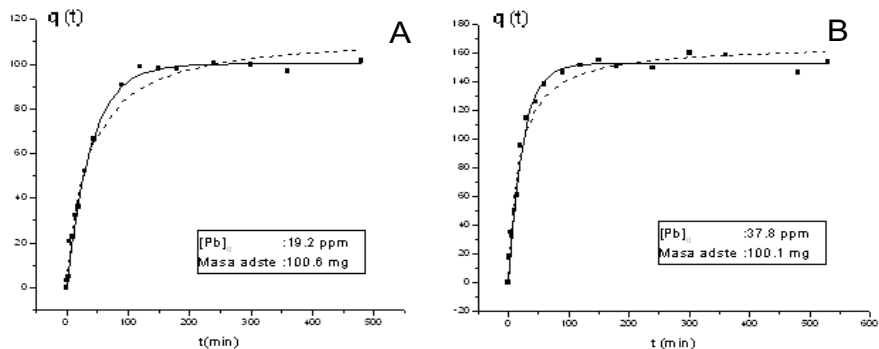 q (t)
A
120
100
80
60
40
20
0
[Pb]0 :19.2 ppm
Masa adste :100.6 mg
0 100 200 300 400 500
t(min)
q (t)
B
180
160
140
120
100
80
60
40
20
0
-20
[Pb]0 :37.8 ppm
Masa adste :100.1 mg
0 100 200 300 400 500 600
t (min)